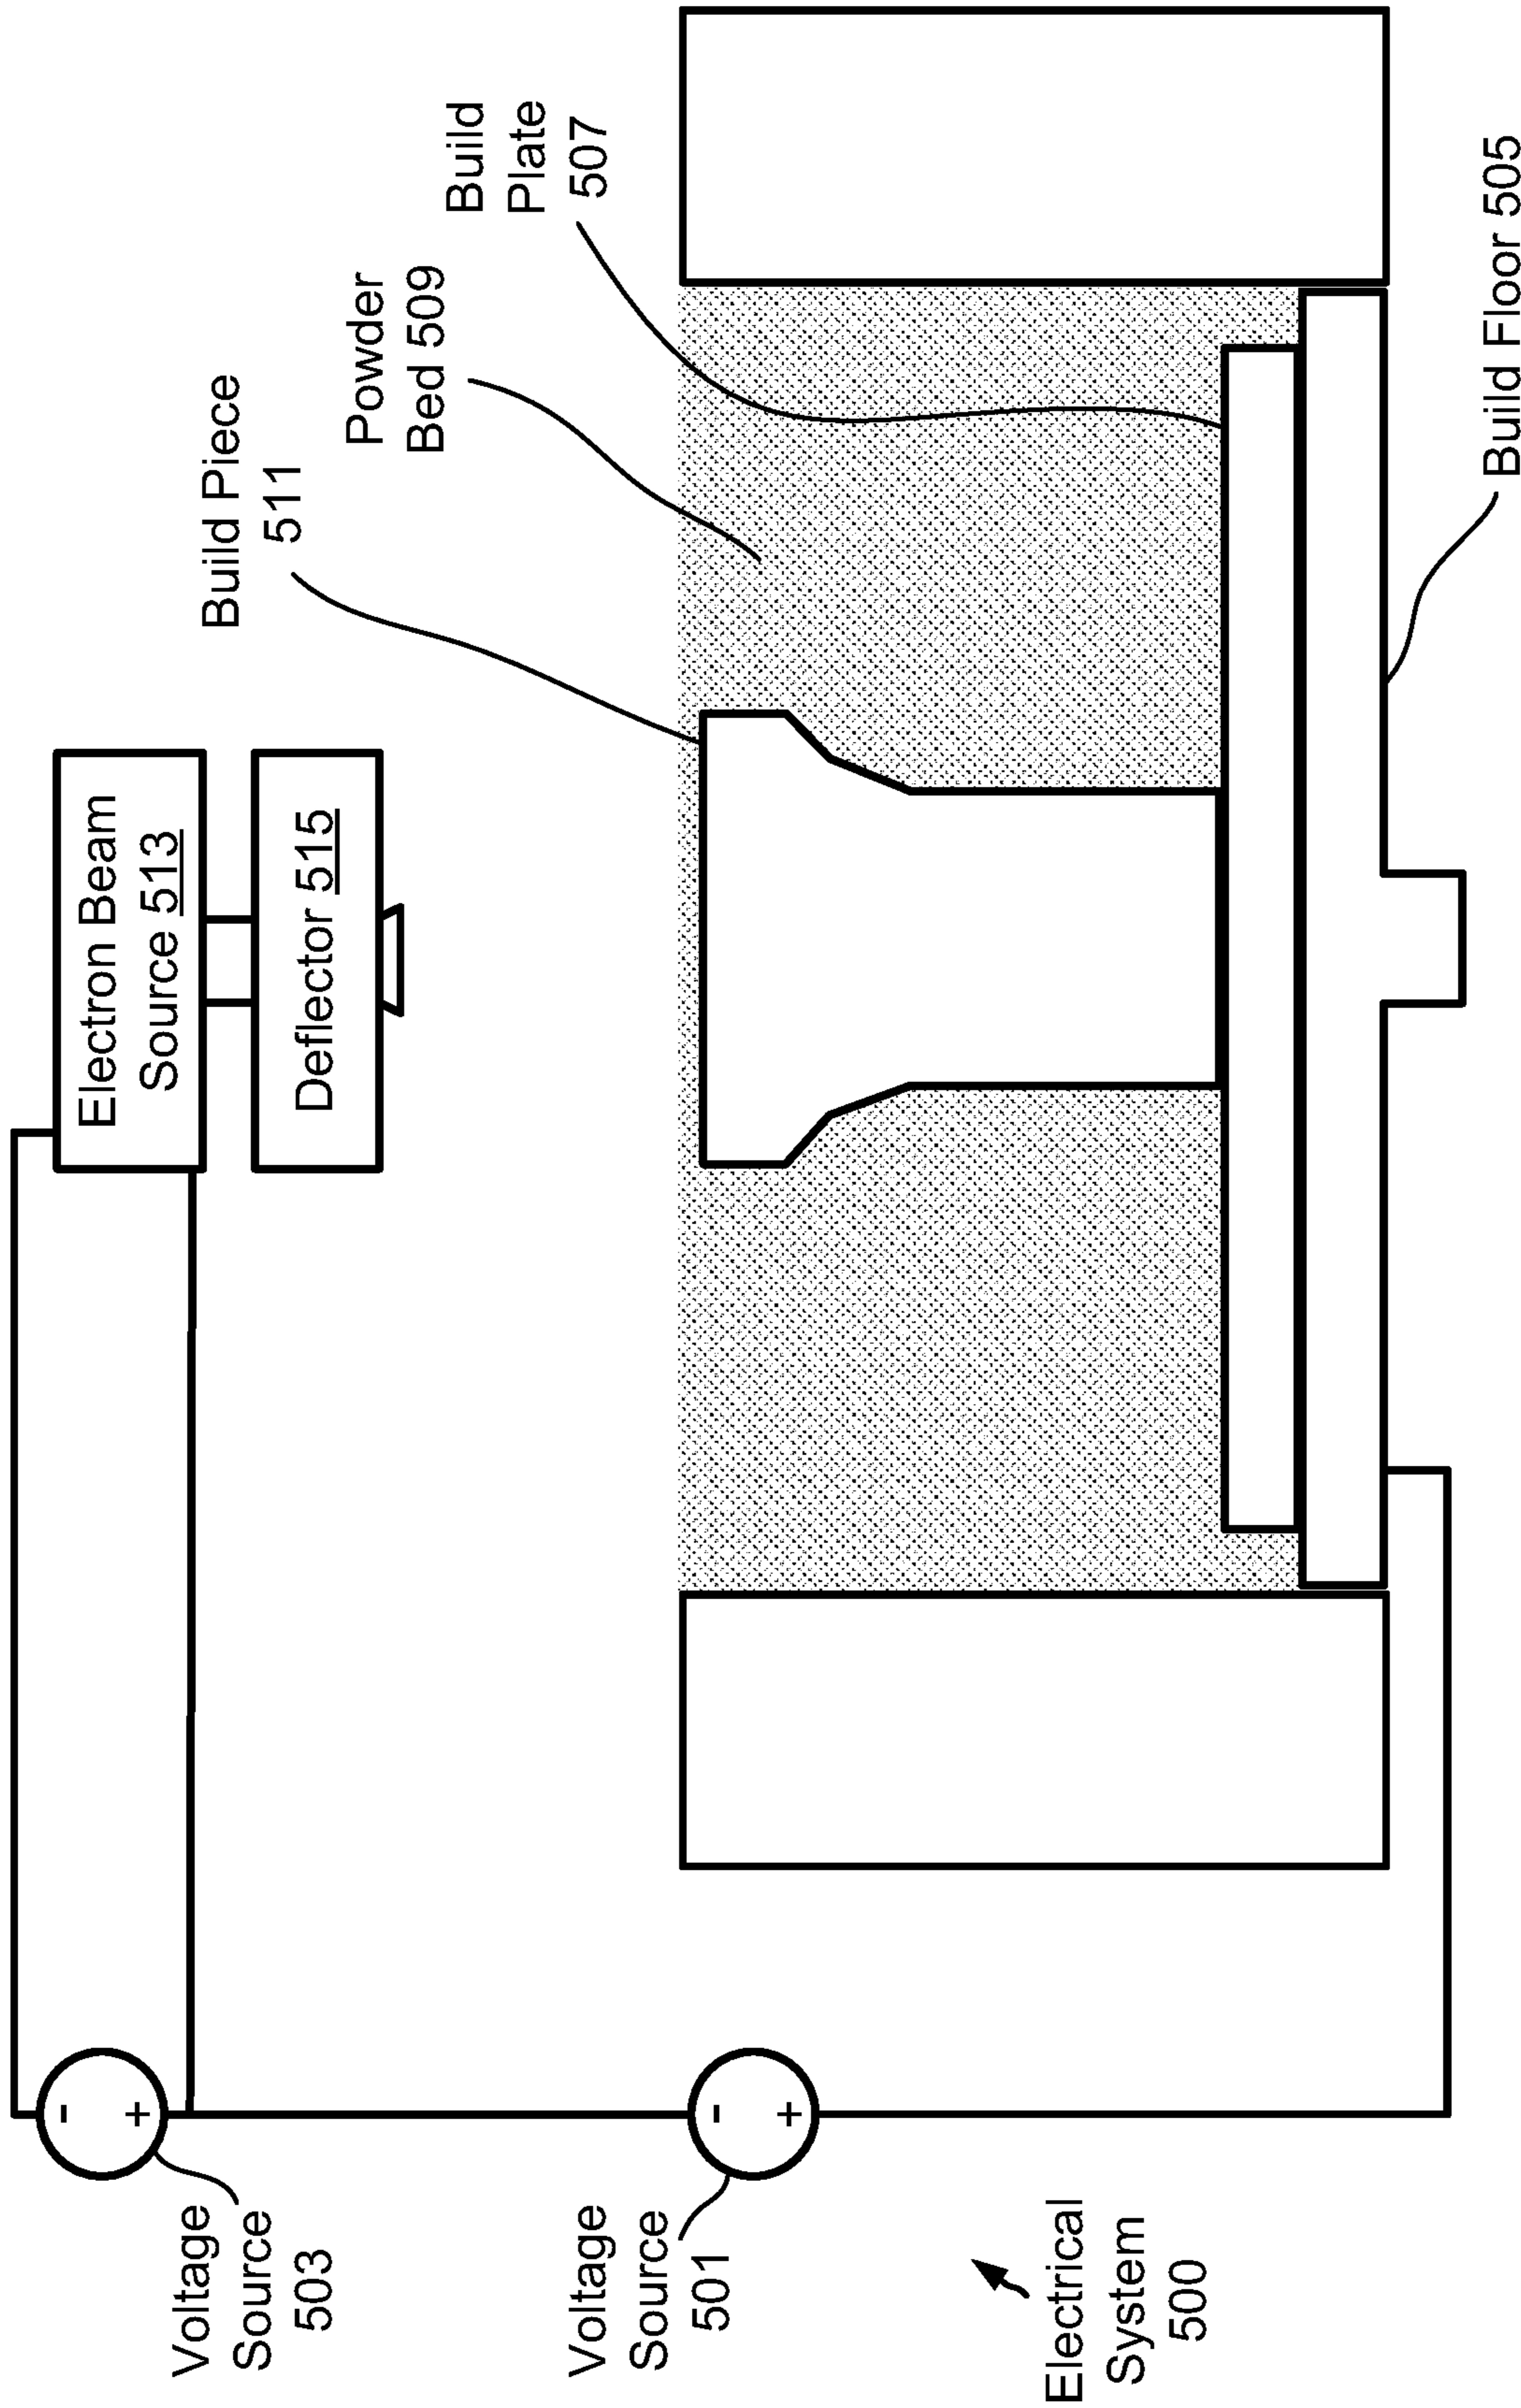 -
+
Electron Beam
Source 513
Voltage
Source
503
Deflector 515
Build Piece
511
Powder
Bed 509
Build
Plate
507
Voltage
Source
501
-
+
Electrical
System
500
Build Floor 505